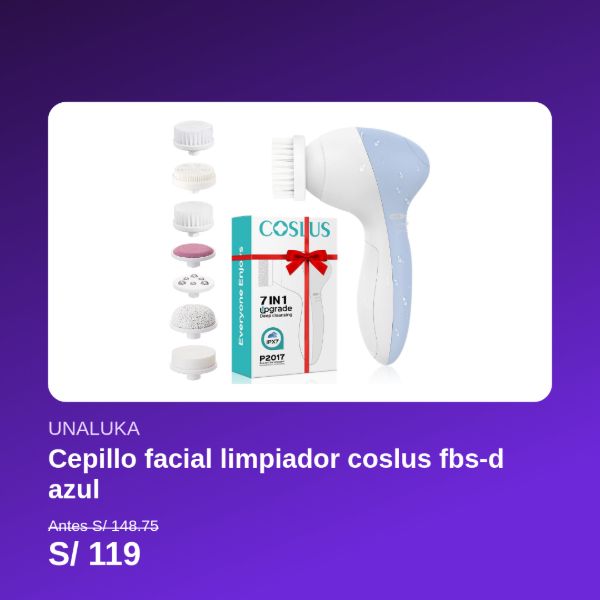 COSLUS
Everyone Enjoys
7 IN 1
Upgrade
Deep cleansing
IPX7
P2017
UNALUKA
Cepillo facial limpiador coslus fbs-d
azul
Antes S/ 148.75
S/ 119